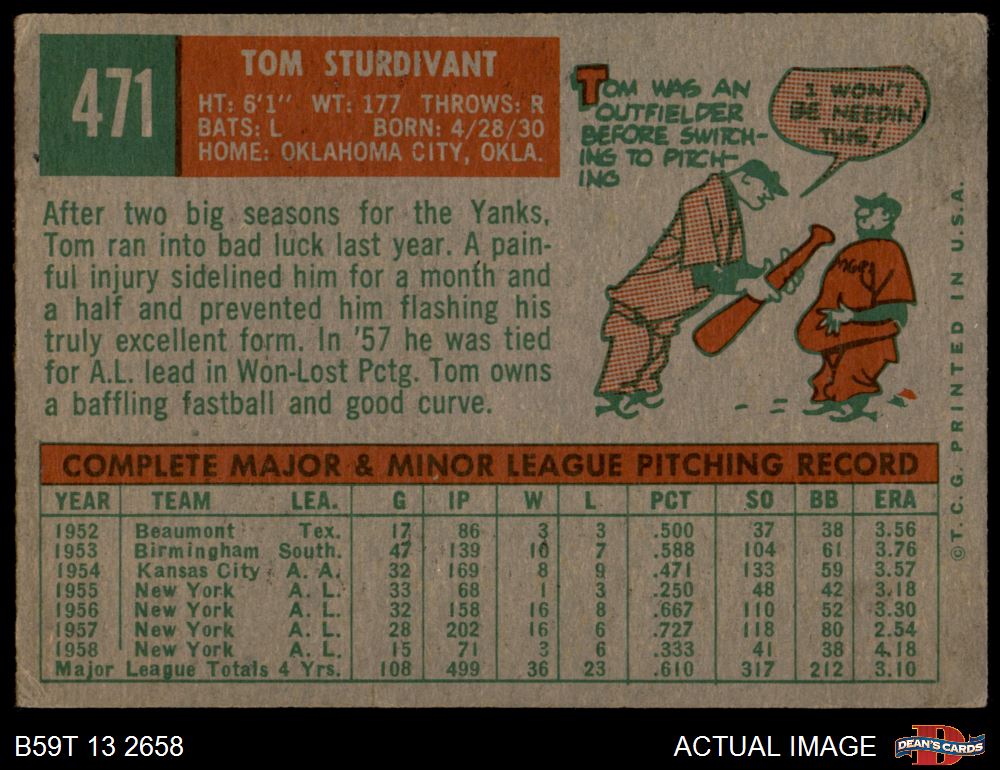 471
TOM STURDIVANT
HT: 6'1" WT: 177 THROWS: R
BATS: L BORN: 4/28/30
HOME: OKLAHOMA CITY, OKLA.
TOM WAS AN
OUTFIELDER
BEFORE SWITCH-
ING TO PITCH-
ING
I WON'T
BE NEEDIN'
THIS!
After two big seasons for the Yanks,
Tom ran into bad luck last year. A pain-
ful injury sidelined him for a month and
a half and prevented him flashing his
truly excellent form. In '57 he was tied
for A.L. lead in Won-Lost Pctg. Tom owns
a baffling fastball and good curve.
COMPLETE MAJOR & MINOR LEAGUE PITCHING RECORD
YEAR TEAM LEA. G IP W L PCT SO BB ERA
1952 Beaumont Tex. 17 86 3 3 .500 37 38 3.56
1953 Birmingham South. 47 139 10 7 .588 104 61 3.76
1954 Kansas City A. A. 32 169 8 9 .471 133 59 3.57
1955 New York A. L. 33 68 1 3 .250 48 42 3.18
1956 New York A. L. 32 158 16 8 .667 110 52 3.30
1957 New York A. L. 28 202 16 6 .727 118 80 2.54
1958 New York A. L. 15 71 3 6 .333 41 38 4.18
Major League Totals 4 Yrs. 108 499 36 23 .610 317 212 3.10
©T.C.G. PRINTED IN U.S.A.
B59T 13 2658
ACTUAL IMAGE
DEAN'S CARDS